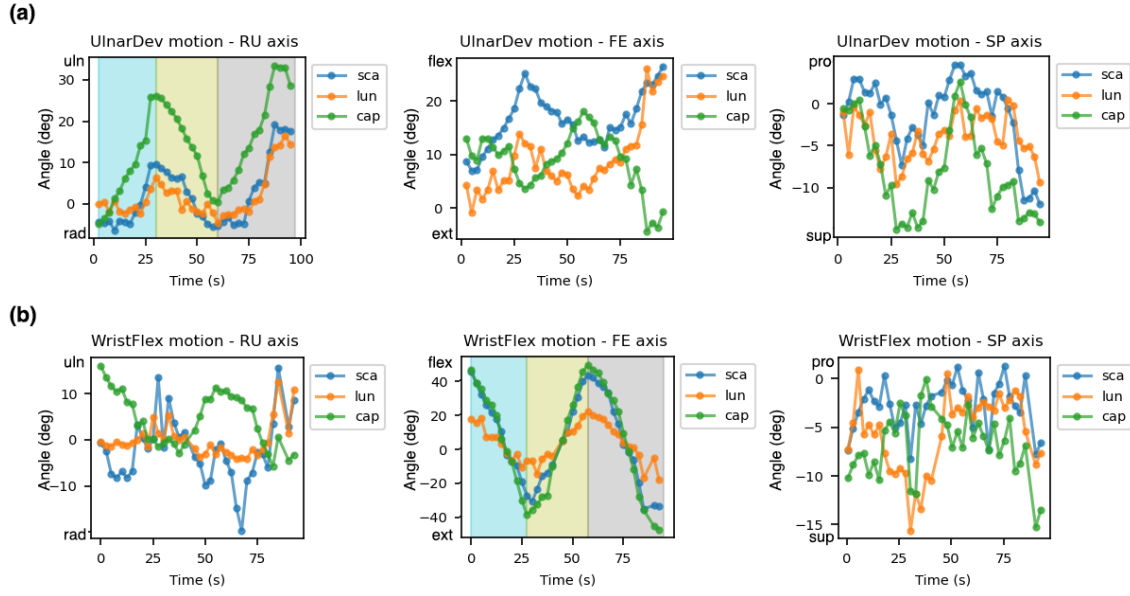 (a)
UlnarDev motion - RU axis
uln
30
20
10
0
rad
Angle (deg)
0 25 50 75 100
Time (s)
sca
lun
cap
UlnarDev motion - FE axis
flex
20
10
0
ext
Angle (deg)
0 25 50 75
Time (s)
sca
lun
cap
UlnarDev motion - SP axis
pro
0
−5
−10
sup
Angle (deg)
0 25 50 75
Time (s)
sca
lun
cap
(b)
WristFlex motion - RU axis
uln
10
0
−10
rad
Angle (deg)
0 25 50 75
Time (s)
sca
lun
cap
WristFlex motion - FE axis
flex
40
20
0
−20
−40
ext
Angle (deg)
0 25 50 75
Time (s)
sca
lun
cap
WristFlex motion - SP axis
pro
0
−5
−10
−15
sup
Angle (deg)
0 25 50 75
Time (s)
sca
lun
cap